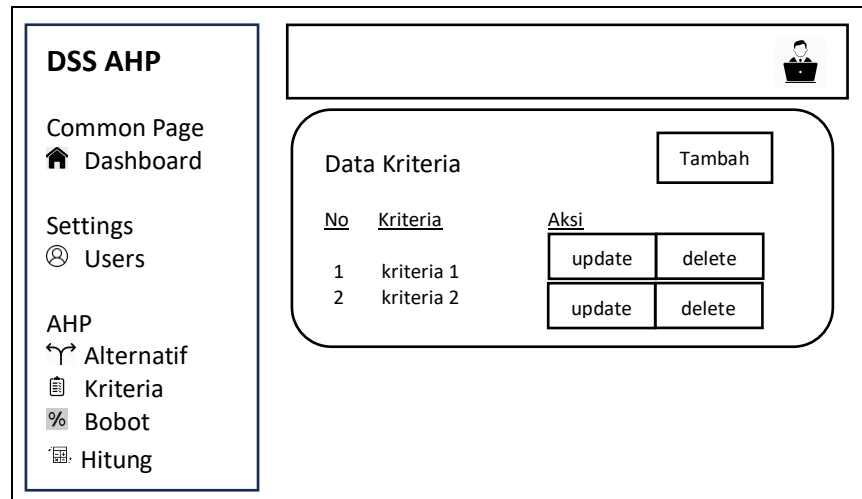 DSS AHP
Common Page
Dashboard
Settings
Users
AHP
Alternatif
Kriteria
% Bobot
Hitung
Data Kriteria
Tambah
No Kriteria Aksi
1 kriteria 1 update delete
2 kriteria 2 update delete